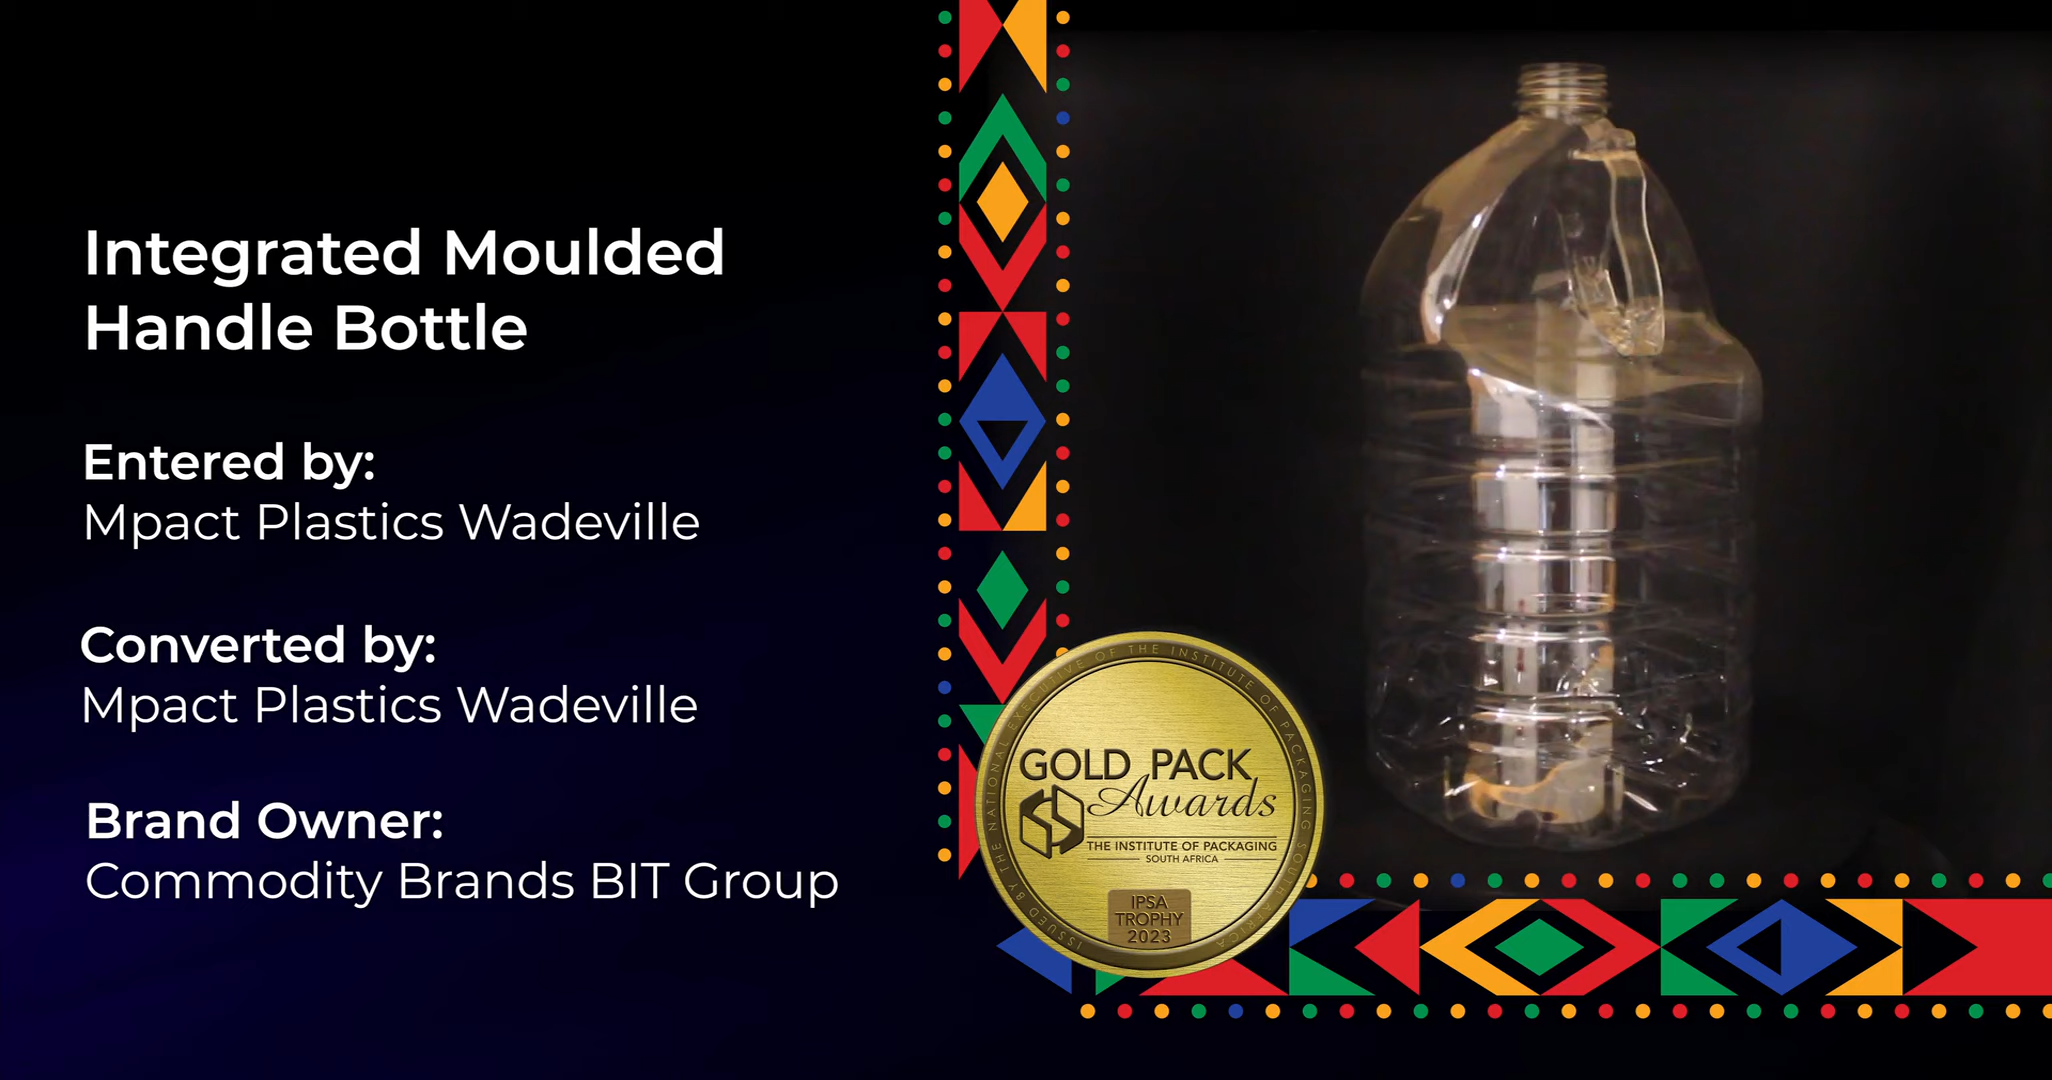 Integrated Moulded
Handle Bottle
Entered by:
Mpact Plastics Wadeville
Converted by:
Mpact Plastics Wadeville
Brand Owner:
Commodity Brands BIT Group
ISSUED BY THE NATIONAL EXECUTIVE OF THE INSTITUTE OF PACKAGING SOUTH AFRICA
GOLD PACK
Awards
THE INSTITUTE OF PACKAGING
SOUTH AFRICA
IPSA
TROPHY
2023